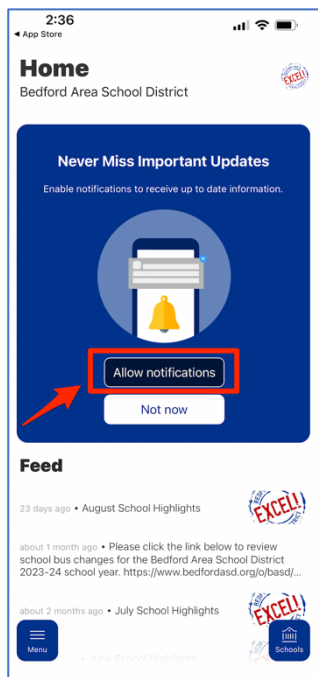 2:36
◀ App Store
Home
Bedford Area School District
EXCEL!
Never Miss Important Updates
Enable notifications to receive up to date information.
Allow notifications
Not now
Feed
23 days ago • August School Highlights
EXCEL!
about 1 month ago • Please click the link below to review
school bus changes for the Bedford Area School District
2023-24 school year. https://www.bedfordasd.org/o/basd/...
about 2 months ago • July School Highlights
EXCEL!
Menu
• June School Highlights
Schools